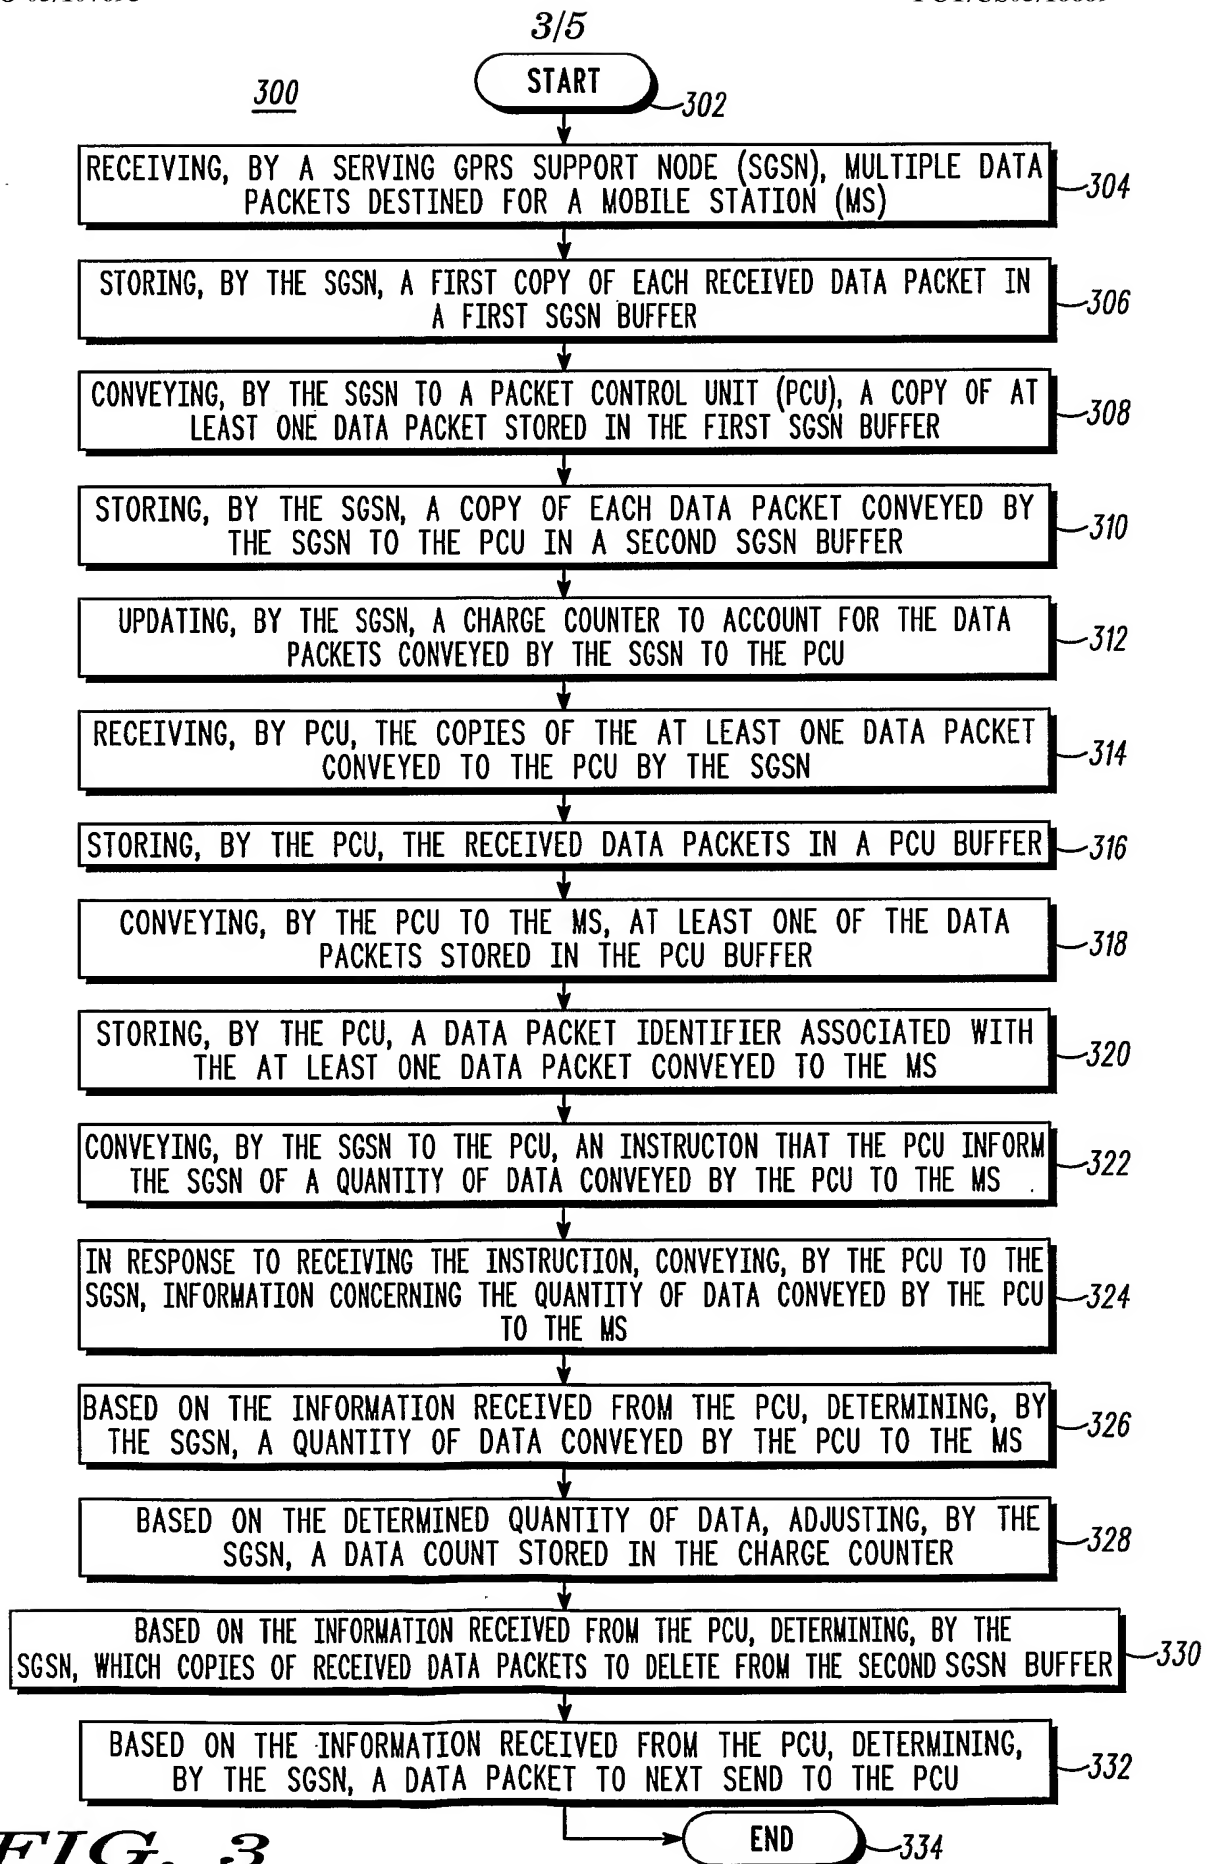 3/5
START
300
302
RECEIVING, BY A SERVING GPRS SUPPORT NODE (SGSN), MULTIPLE DATA
PACKETS DESTINED FOR A MOBILE STATION (MS)
304
STORING, BY THE SGSN, A FIRST COPY OF EACH RECEIVED DATA PACKET IN
A FIRST SGSN BUFFER
306
CONVEYING, BY THE SGSN TO A PACKET CONTROL UNIT (PCU), A COPY OF AT
LEAST ONE DATA PACKET STORED IN THE FIRST SGSN BUFFER
308
STORING, BY THE SGSN, A COPY OF EACH DATA PACKET CONVEYED BY
THE SGSN TO THE PCU IN A SECOND SGSN BUFFER
310
UPDATING, BY THE SGSN, A CHARGE COUNTER TO ACCOUNT FOR THE DATA
PACKETS CONVEYED BY THE SGSN TO THE PCU
312
RECEIVING, BY PCU, THE COPIES OF THE AT LEAST ONE DATA PACKET
CONVEYED TO THE PCU BY THE SGSN
314
STORING, BY THE PCU, THE RECEIVED DATA PACKETS IN A PCU BUFFER
316
CONVEYING, BY THE PCU TO THE MS, AT LEAST ONE OF THE DATA
PACKETS STORED IN THE PCU BUFFER
318
STORING, BY THE PCU, A DATA PACKET IDENTIFIER ASSOCIATED WITH
THE AT LEAST ONE DATA PACKET CONVEYED TO THE MS
320
CONVEYING, BY THE SGSN TO THE PCU, AN INSTRUCTON THAT THE PCU INFORM
THE SGSN OF A QUANTITY OF DATA CONVEYED BY THE PCU TO THE MS
322
IN RESPONSE TO RECEIVING THE INSTRUCTION, CONVEYING, BY THE PCU TO THE
SGSN, INFORMATION CONCERNING THE QUANTITY OF DATA CONVEYED BY THE PCU
TO THE MS
324
BASED ON THE INFORMATION RECEIVED FROM THE PCU, DETERMINING, BY
THE SGSN, A QUANTITY OF DATA CONVEYED BY THE PCU TO THE MS
326
BASED ON THE DETERMINED QUANTITY OF DATA, ADJUSTING, BY THE
SGSN, A DATA COUNT STORED IN THE CHARGE COUNTER
328
BASED ON THE INFORMATION RECEIVED FROM THE PCU, DETERMINING, BY THE
SGSN, WHICH COPIES OF RECEIVED DATA PACKETS TO DELETE FROM THE SECOND SGSN BUFFER
330
BASED ON THE INFORMATION RECEIVED FROM THE PCU, DETERMINING,
BY THE SGSN, A DATA PACKET TO NEXT SEND TO THE PCU
332
END
334
FIG. 3